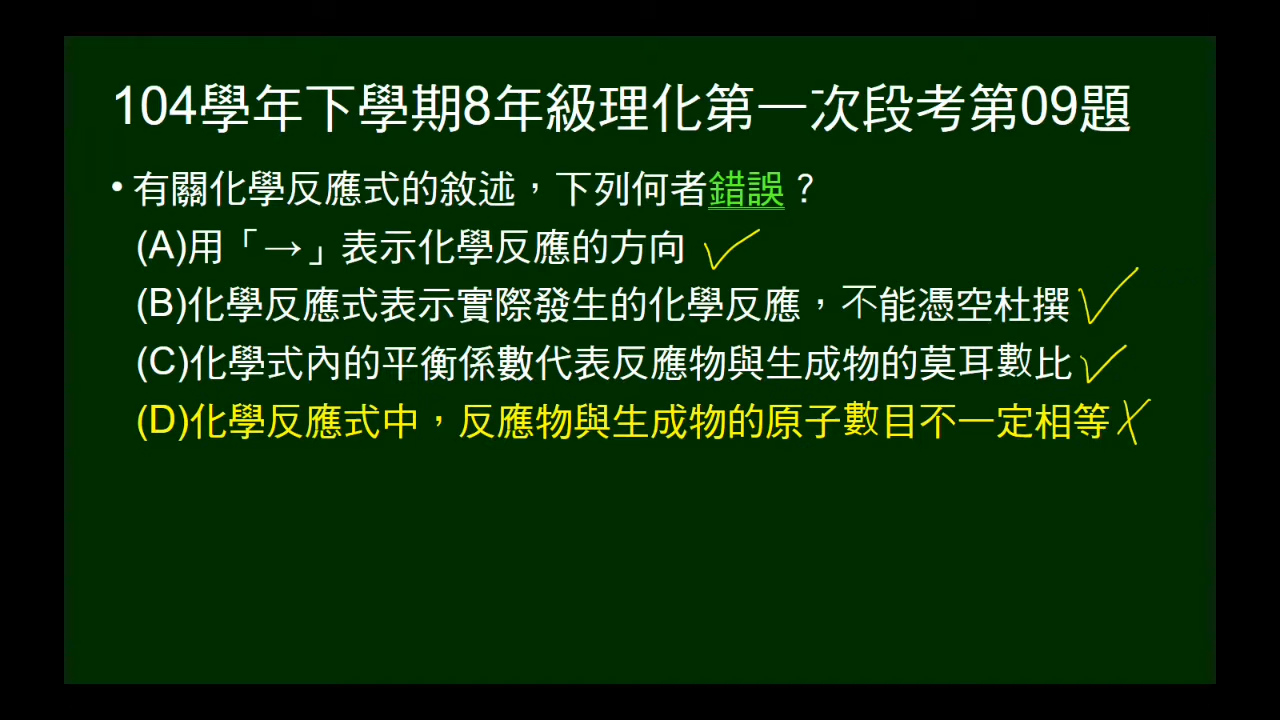 104學年下學期8年級理化第一次段考第09題
•有關化學反應式的敘述，下列何者錯誤？
(A)用「→」表示化學反應的方向
(B)化學反應式表示實際發生的化學反應，不能憑空杜撰
(C)化學式內的平衡係數代表反應物與生成物的莫耳數比
(D)化學反應式中，反應物與生成物的原子數目不一定相等